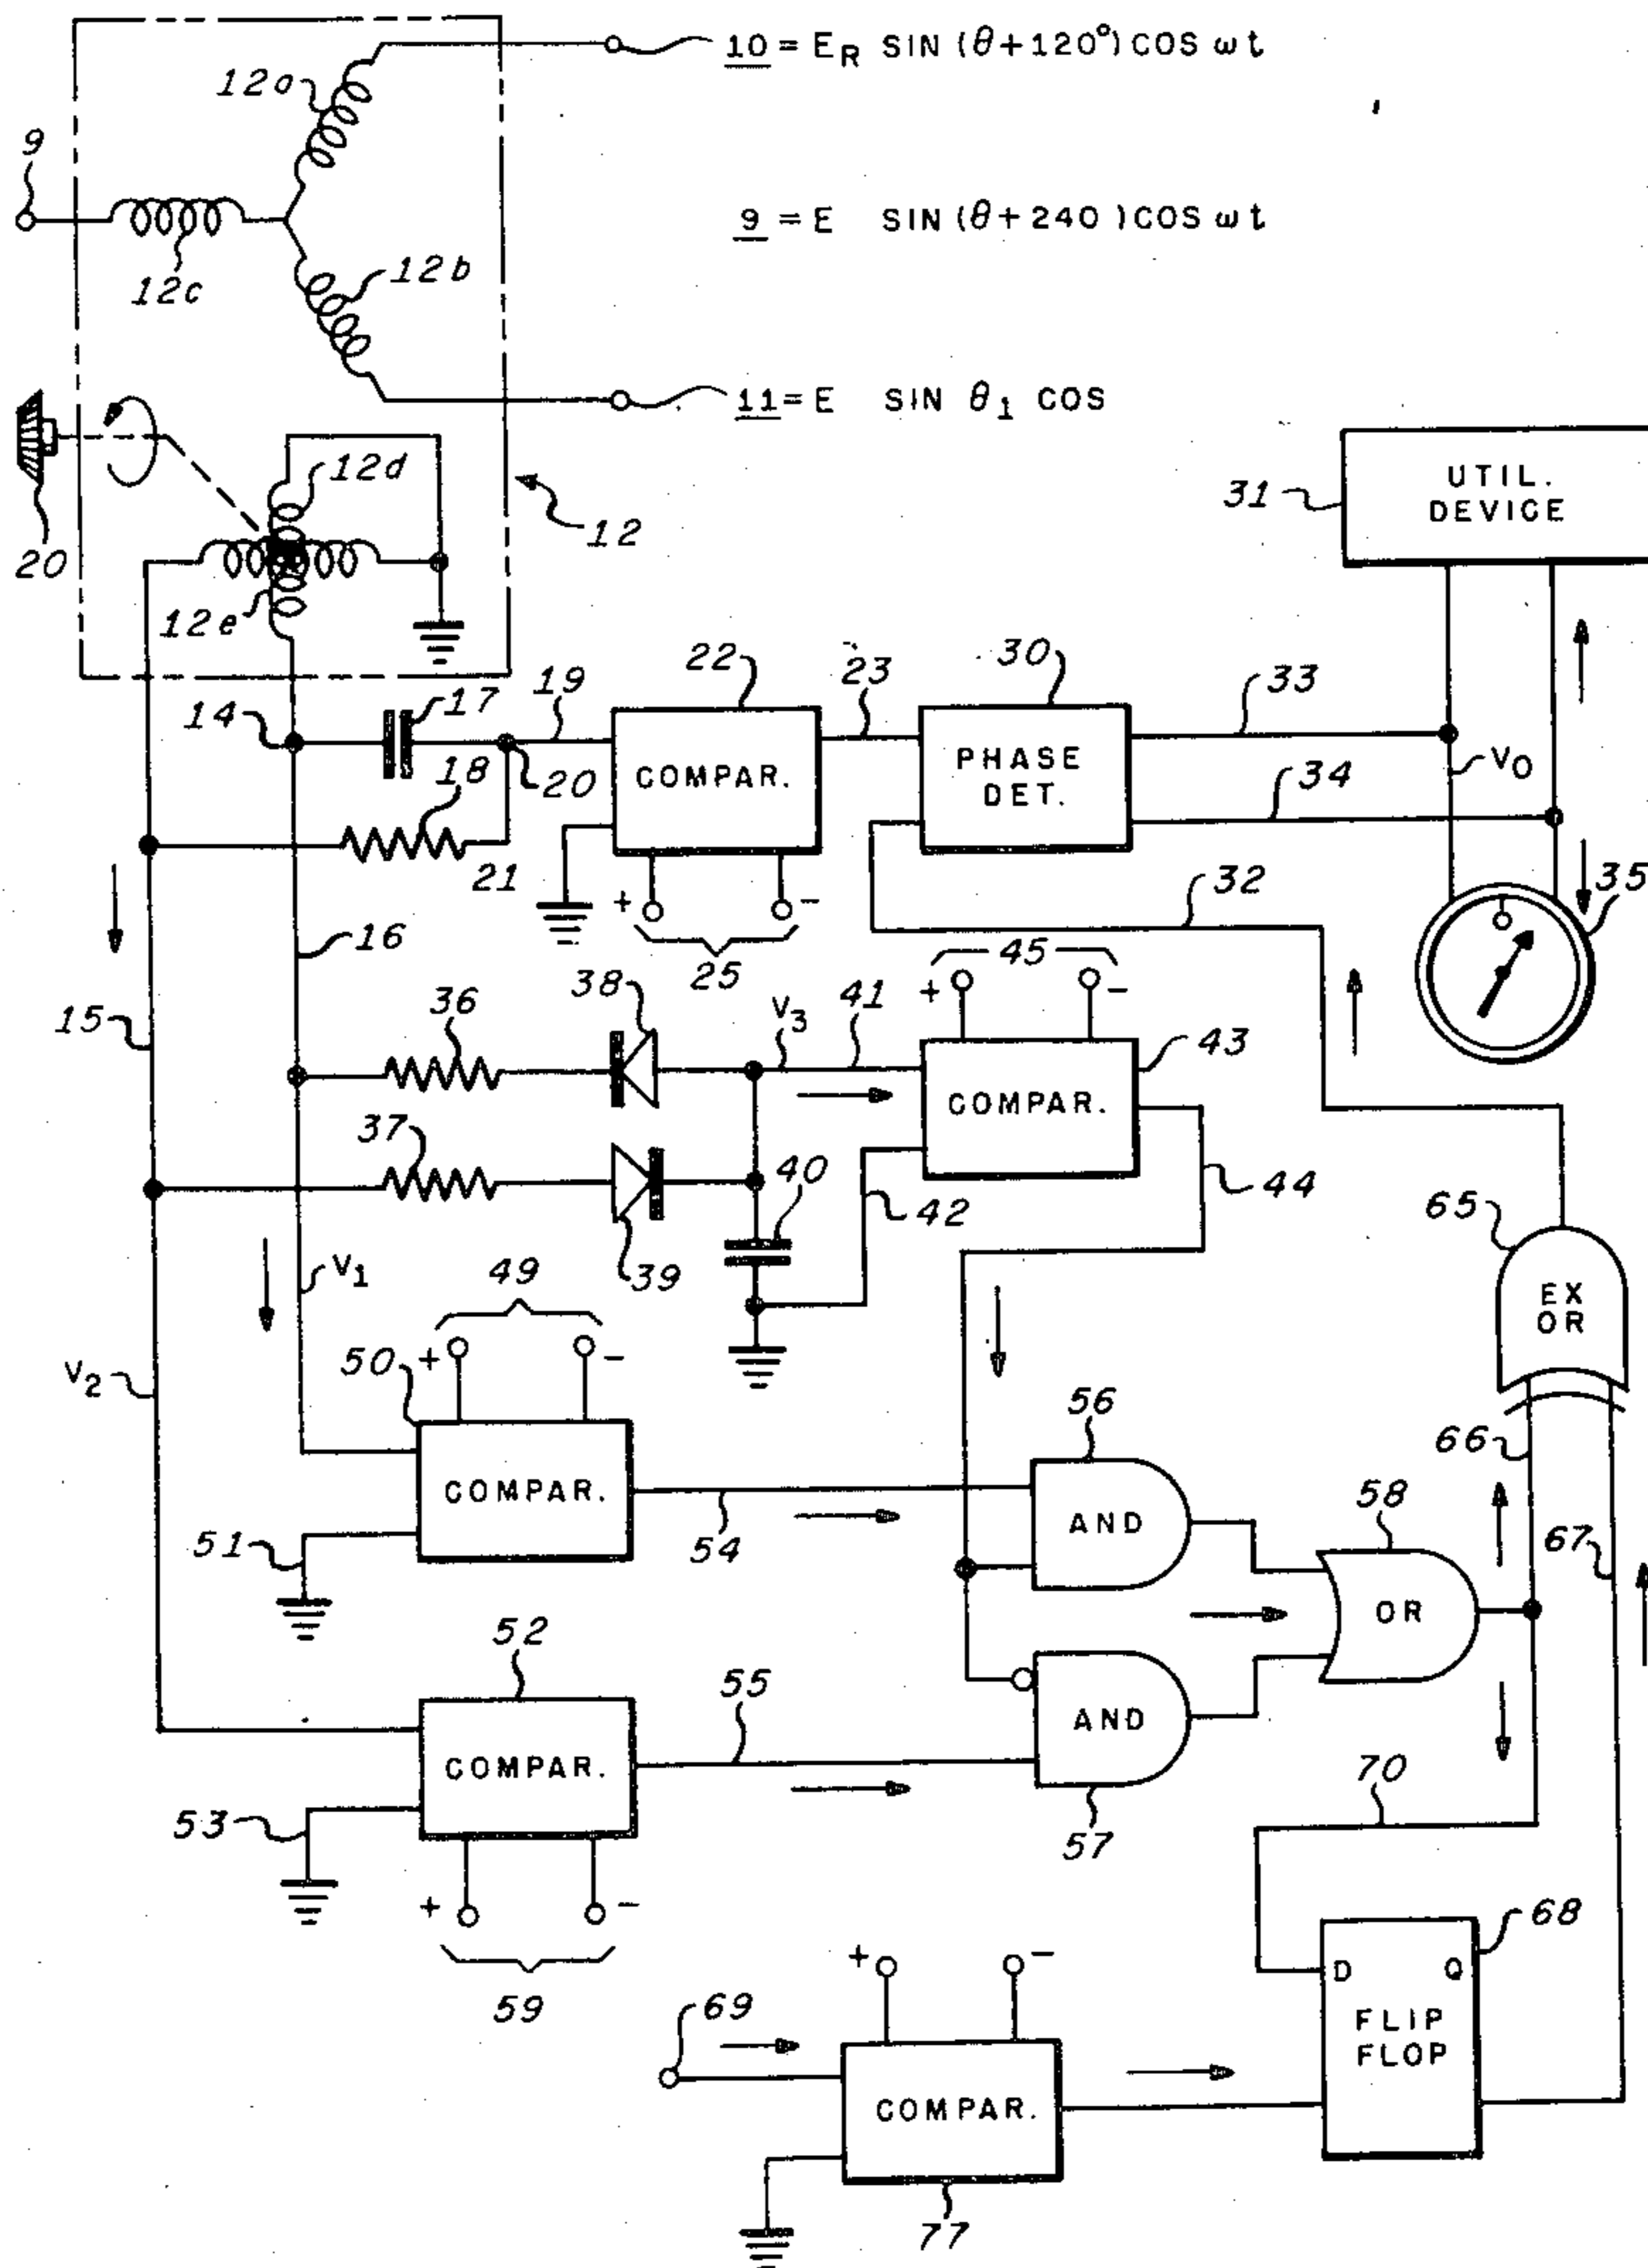 10 = E_R SIN (θ+120°) COS ωt
12a
9
9 = E SIN (θ+240 ) COS ωt
12b
12c
11 = E SIN θ₁ COS
12d
12
20
12e
UTIL.
DEVICE
31
22
23
30
33
14
17
19
COMPAR.
PHASE
DET.
V₀
18
20
34
21
+
−
25
32
35
16
38
45
15
36
V₃
41
+
−
43
COMPAR.
37
40
42
44
39
65
V₁
49
EX
OR
V₂
50
+
−
56
66
COMPAR.
AND
58
51
54
67
OR
52
55
COMPAR.
AND
70
53
57
+
−
59
68
+
−
D Q
69
FLIP
FLOP
COMPAR.
77